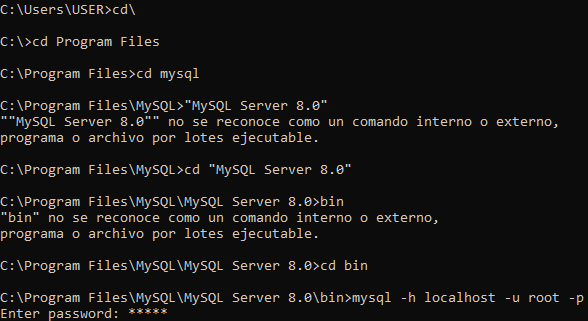 C:\Users\USER>cd\
C:\>cd Program Files
C:\Program Files>cd mysql
C:\Program Files\MySQL>"MySQL Server 8.0"
""MySQL Server 8.0"" no se reconoce como un comando interno o externo,
programa o archivo por lotes ejecutable.
C:\Program Files\MySQL>cd "MySQL Server 8.0"
C:\Program Files\MySQL\MySQL Server 8.0>bin
"bin" no se reconoce como un comando interno o externo,
programa o archivo por lotes ejecutable.
C:\Program Files\MySQL\MySQL Server 8.0>cd bin
C:\Program Files\MySQL\MySQL Server 8.0\bin>mysql -h localhost -u root -p
Enter password: *****